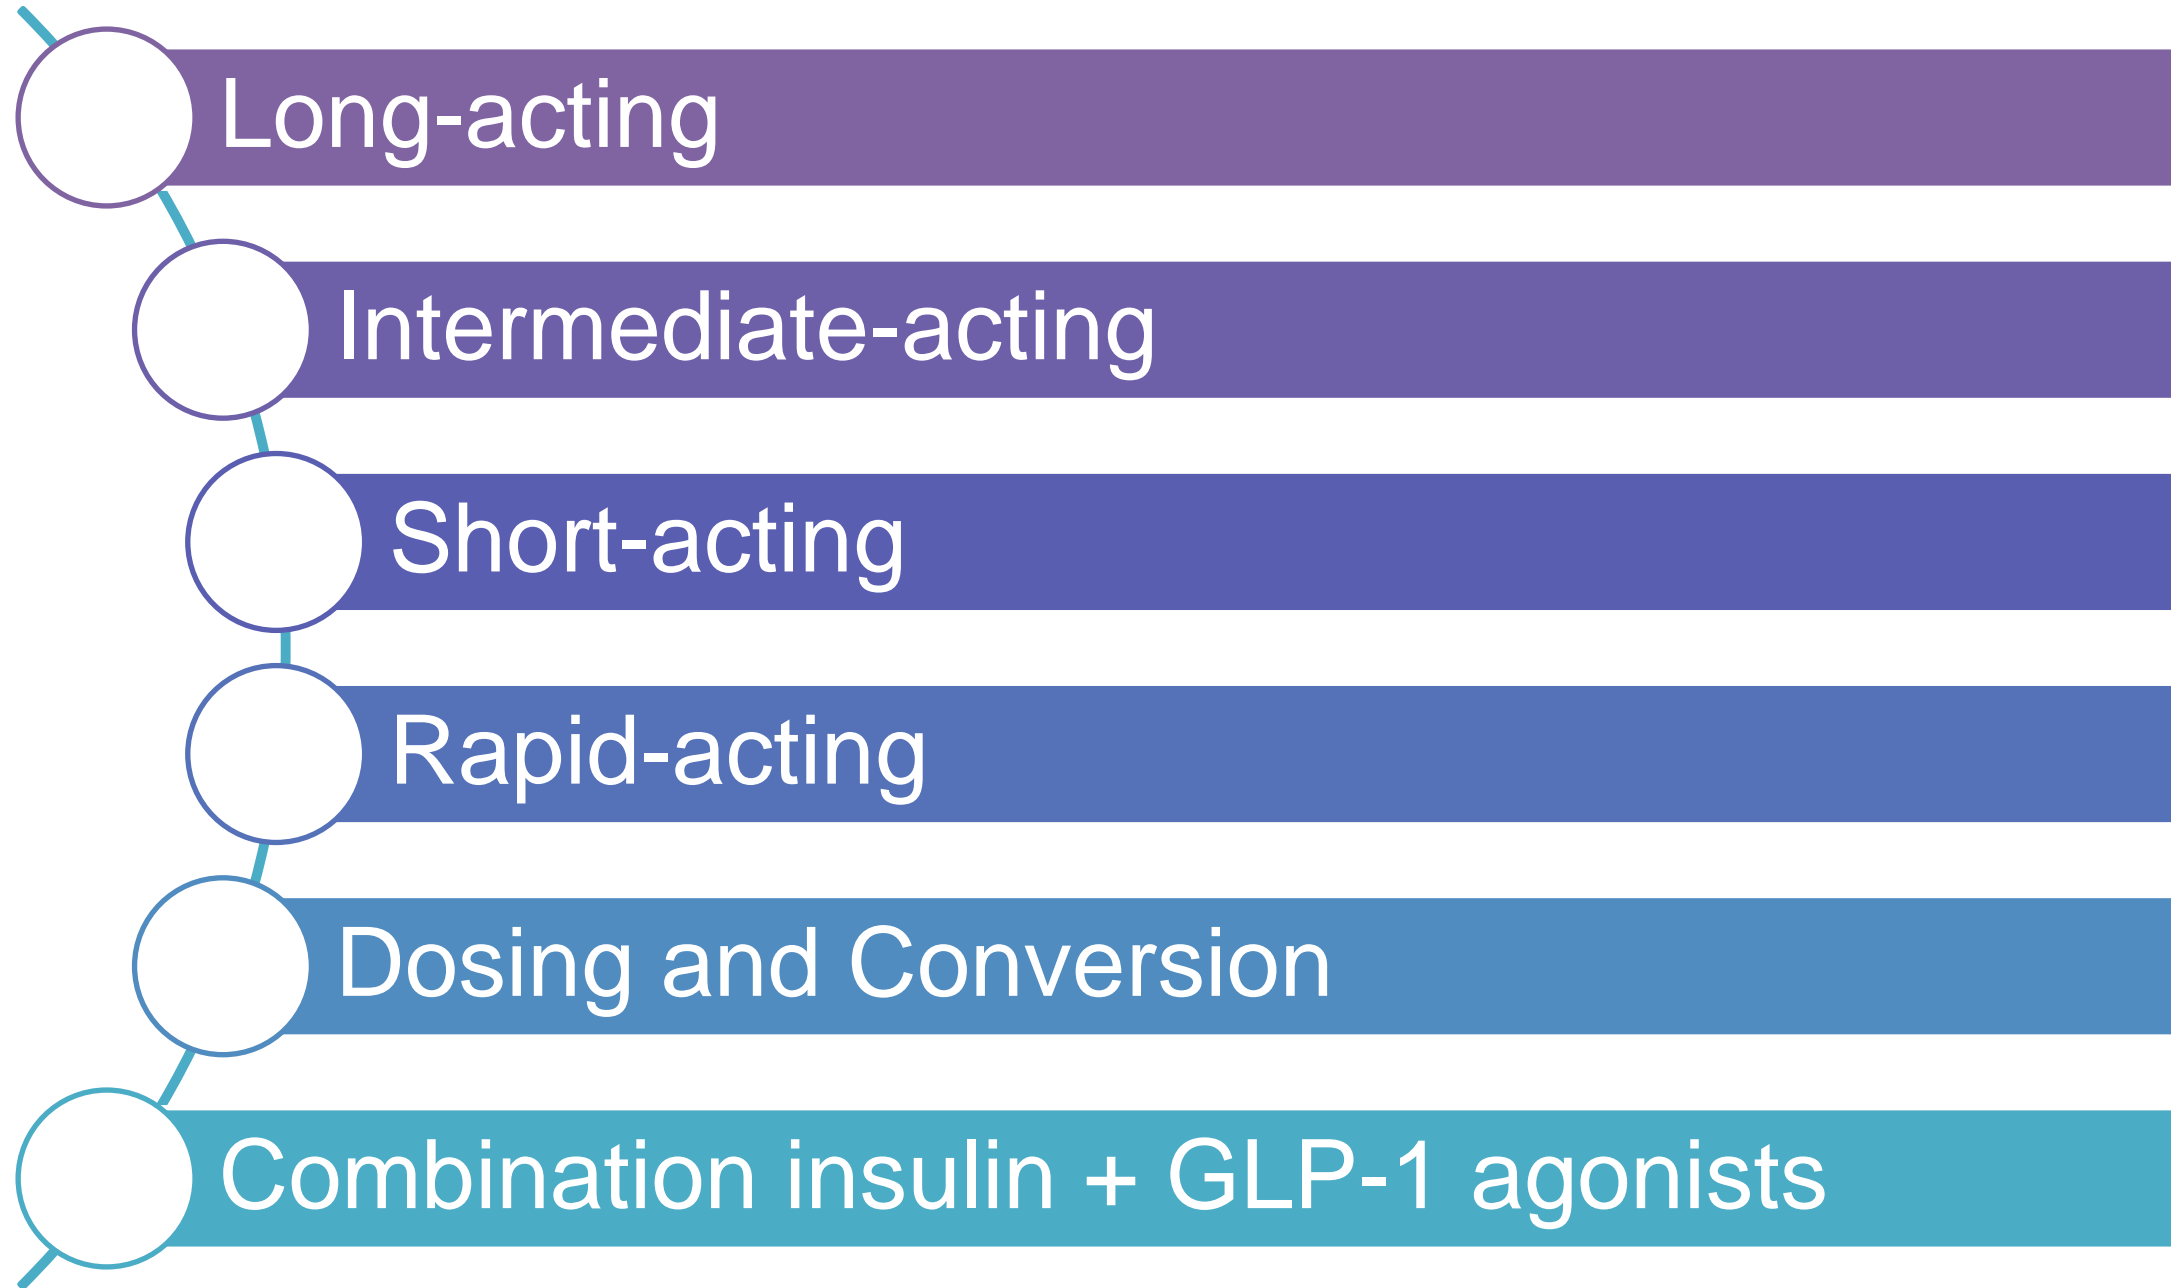 Long-acting
Intermediate-acting
Short-acting
Rapid-acting
Dosing and Conversion
Combination insulin + GLP-1 agonists